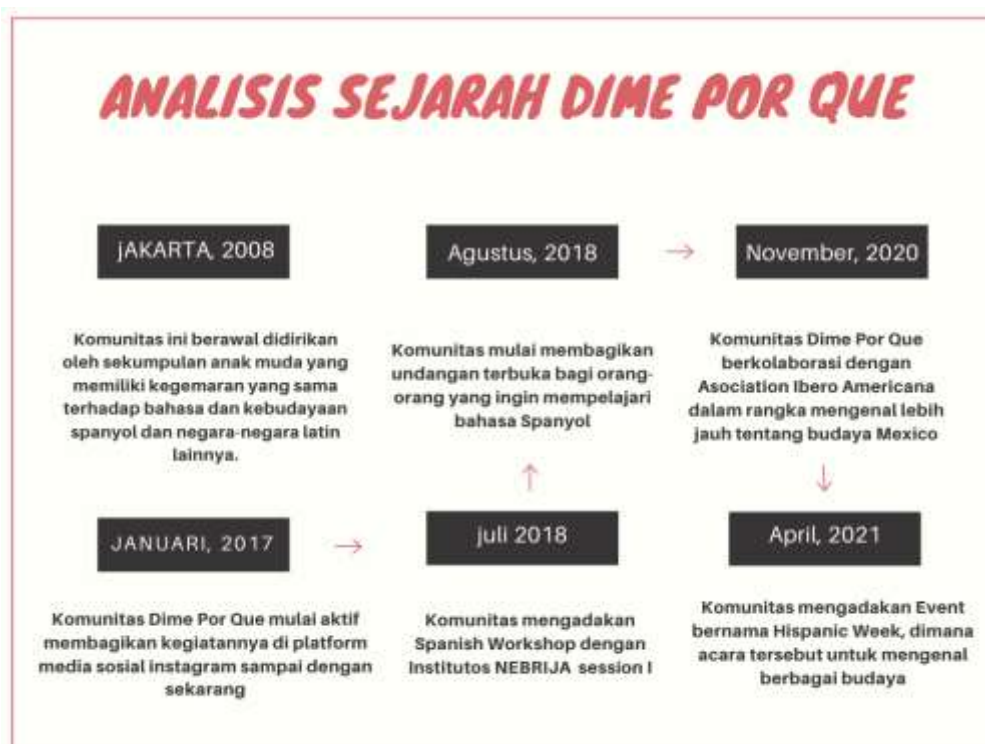 ANALISIS SEJARAH DIME POR QUE
jAKARTA, 2008
Komunitas ini berawal didirikan
oleh sekumpulan anak muda yang
memiliki kegemaran yang sama
terhadap bahasa dan kebudayaan
spanyol dan negara-negara latin
lainnya.
JANUARI, 2017
Komunitas Dime Por Que mulai aktif
membagikan kegiatannya di platform
media sosial instagram sampai dengan
sekarang
juli 2018
Komunitas mengadakan
Spanish Workshop dengan
Institutos NEBRIJA session I
Agustus, 2018
Komunitas mulai membagikan
undangan terbuka bagi orang-
orang yang ingin mempelajari
bahasa Spanyol
November, 2020
Komunitas Dime Por Que
berkolaborasi dengan
Asociation Ibero Americana
dalam rangka mengenal lebih
jauh tentang budaya Mexico
April, 2021
Komunitas mengadakan Event
bernama Hispanic Week, dimana
acara tersebut untuk mengenal
berbagai budaya